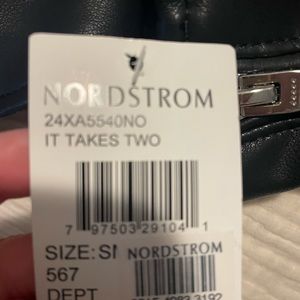 NORDSTROM
24XA5540NO
IT TAKES TWO
7 97503 29104 1
SIZE: NORDSTROM
567
DEPT